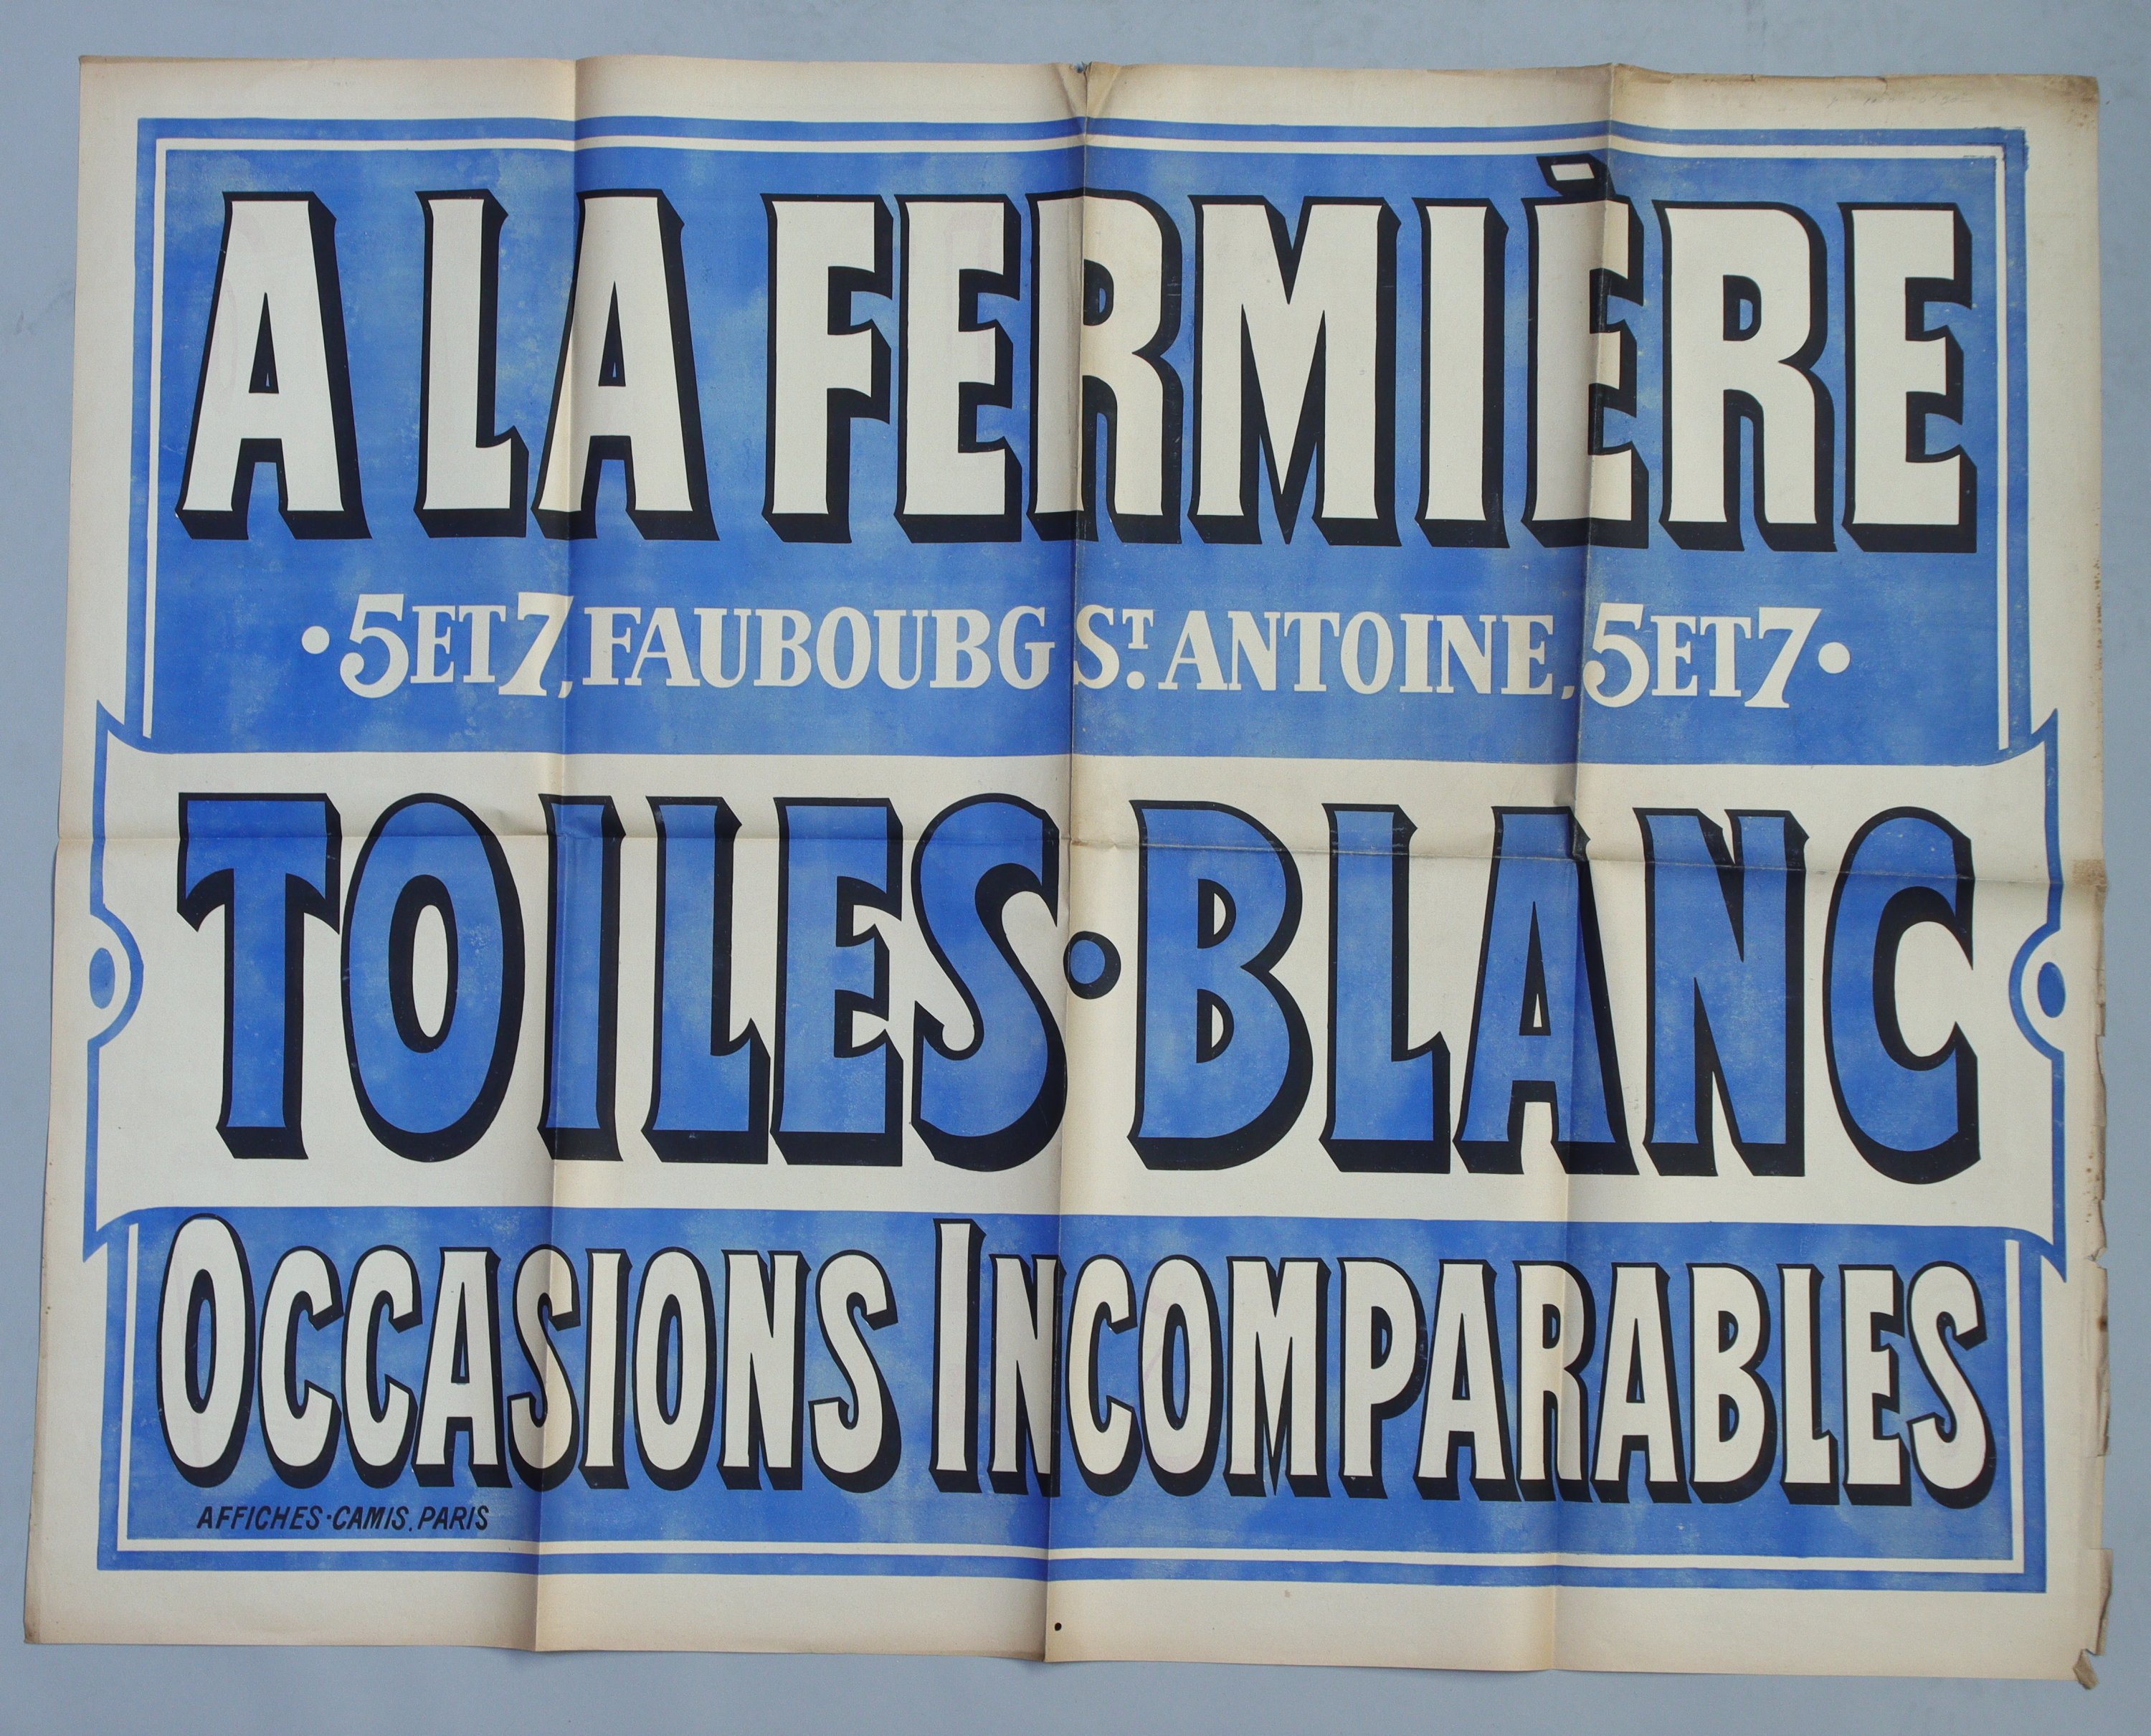 A LA FERMIÈRE
•5 ET 7, FAUBOUBG ST. ANTOINE, 5 ET 7•
TOILES•BLANC
OCCASIONS INCOMPARABLES
AFFICHES•CAMIS. PARIS